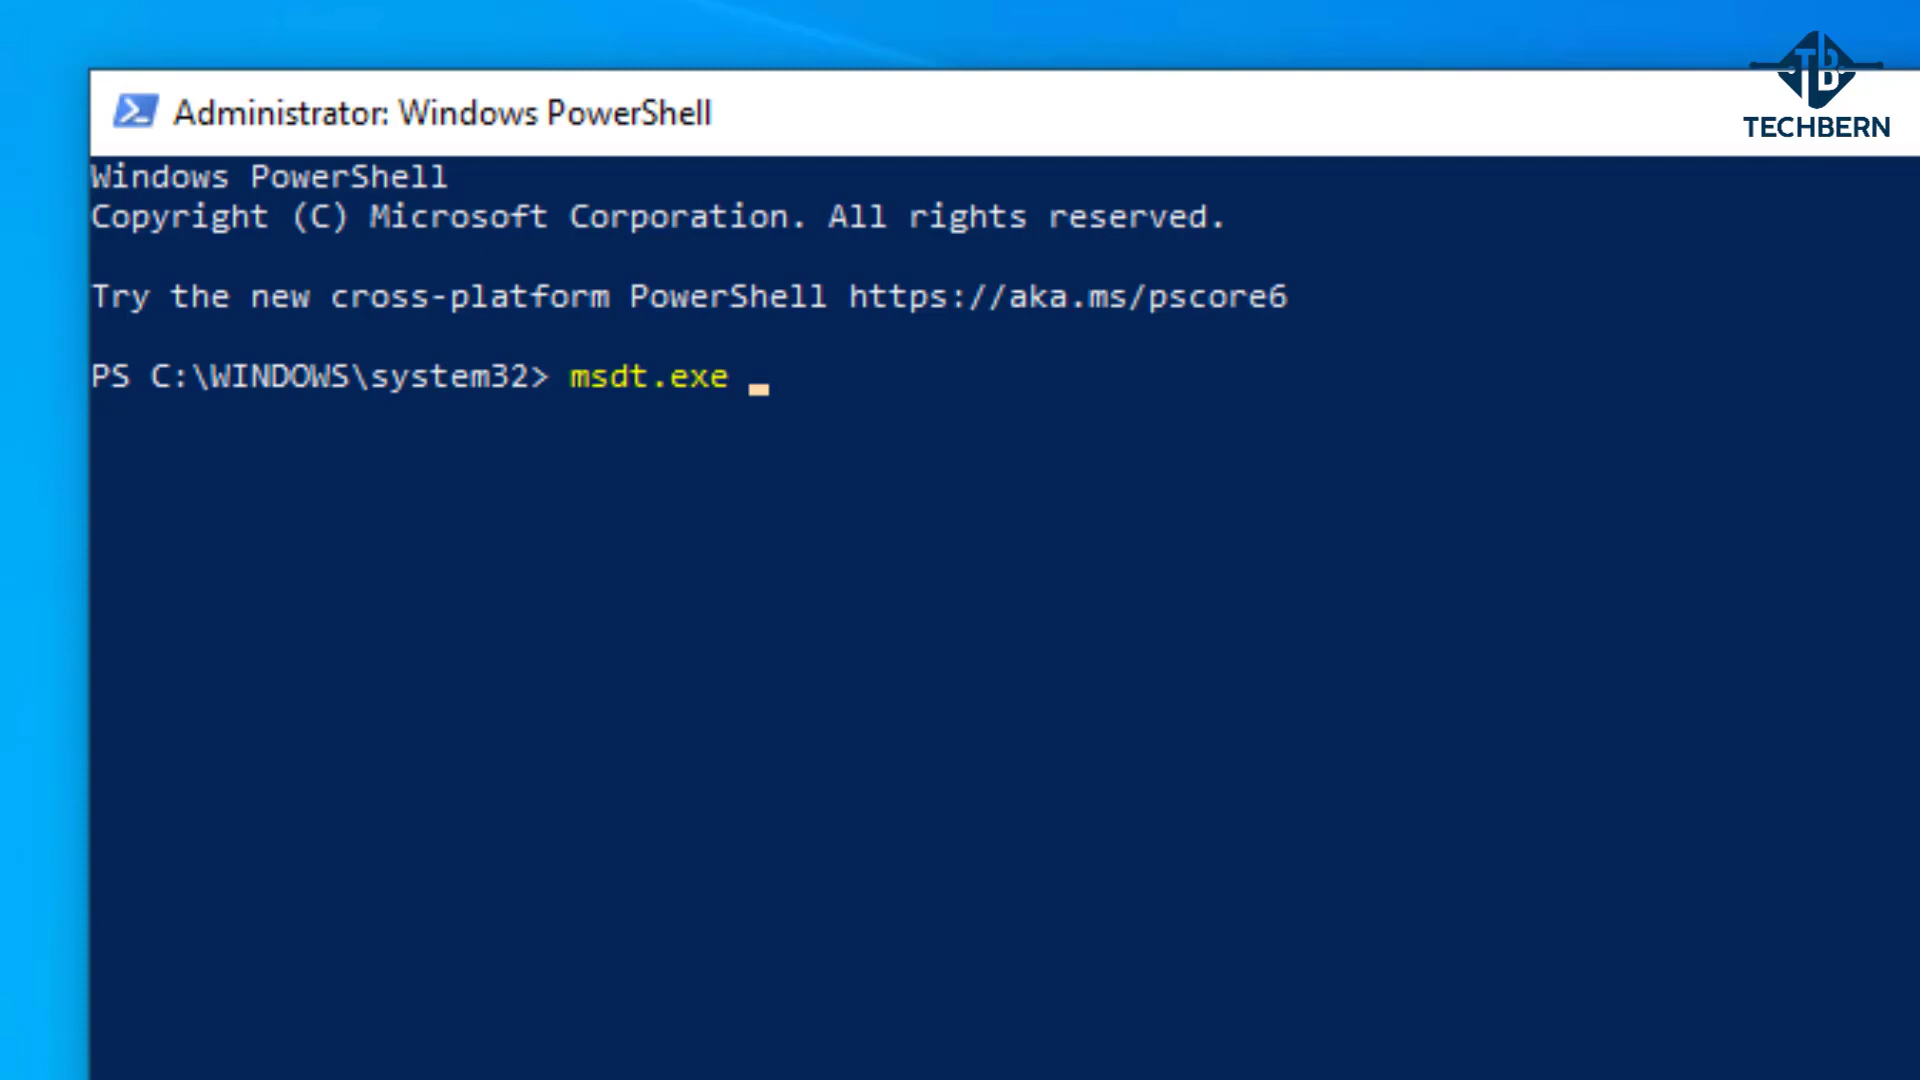 TECHBERN
Administrator: Windows PowerShell
Windows PowerShell
Copyright (C) Microsoft Corporation. All rights reserved.
Try the new cross-platform PowerShell https://aka.ms/pscore6
PS C:\WINDOWS\system32> msdt.exe